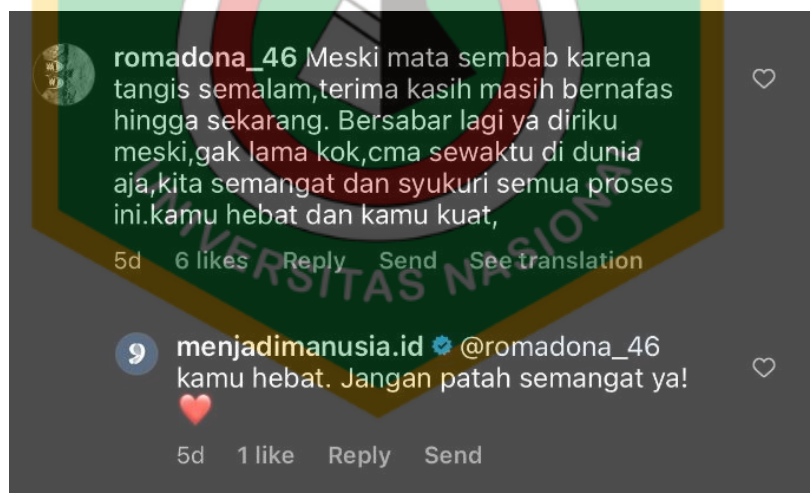 romadona_46 Meski mata sembab karena
tangis semalam,terima kasih masih bernafas
hingga sekarang. Bersabar lagi ya diriku
meski,gak lama kok,cma sewaktu di dunia
aja,kita semangat dan syukuri semua proses
ini.kamu hebat dan kamu kuat,
5d 6 likes Reply Send See translation
UNIVERSITAS NASIONAL
menjadimanusia.id @romadona_46
kamu hebat. Jangan patah semangat ya!
❤️
5d 1 like Reply Send